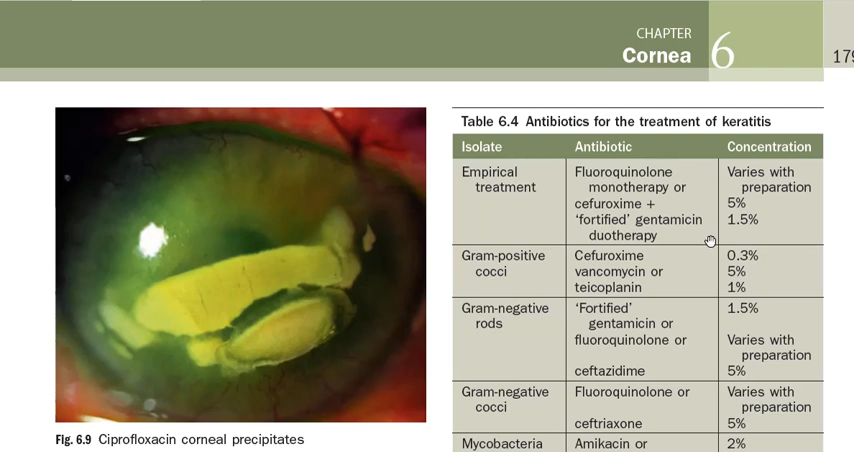 CHAPTER
Cornea 6
179
Fig. 6.9 Ciprofloxacin corneal precipitates
Table 6.4 Antibiotics for the treatment of keratitis
Isolate Antibiotic Concentration
Empirical Fluoroquinolone Varies with
treatment monotherapy or preparation
cefuroxime + 5%
‘fortified’ gentamicin 1.5%
duotherapy
Gram-positive Cefuroxime 0.3%
cocci vancomycin or 5%
teicoplanin 1%
Gram-negative ‘Fortified’ 1.5%
rods gentamicin or
fluoroquinolone or Varies with
preparation
ceftazidime 5%
Gram-negative Fluoroquinolone or Varies with
cocci preparation
ceftriaxone 5%
Mycobacteria Amikacin or 2%